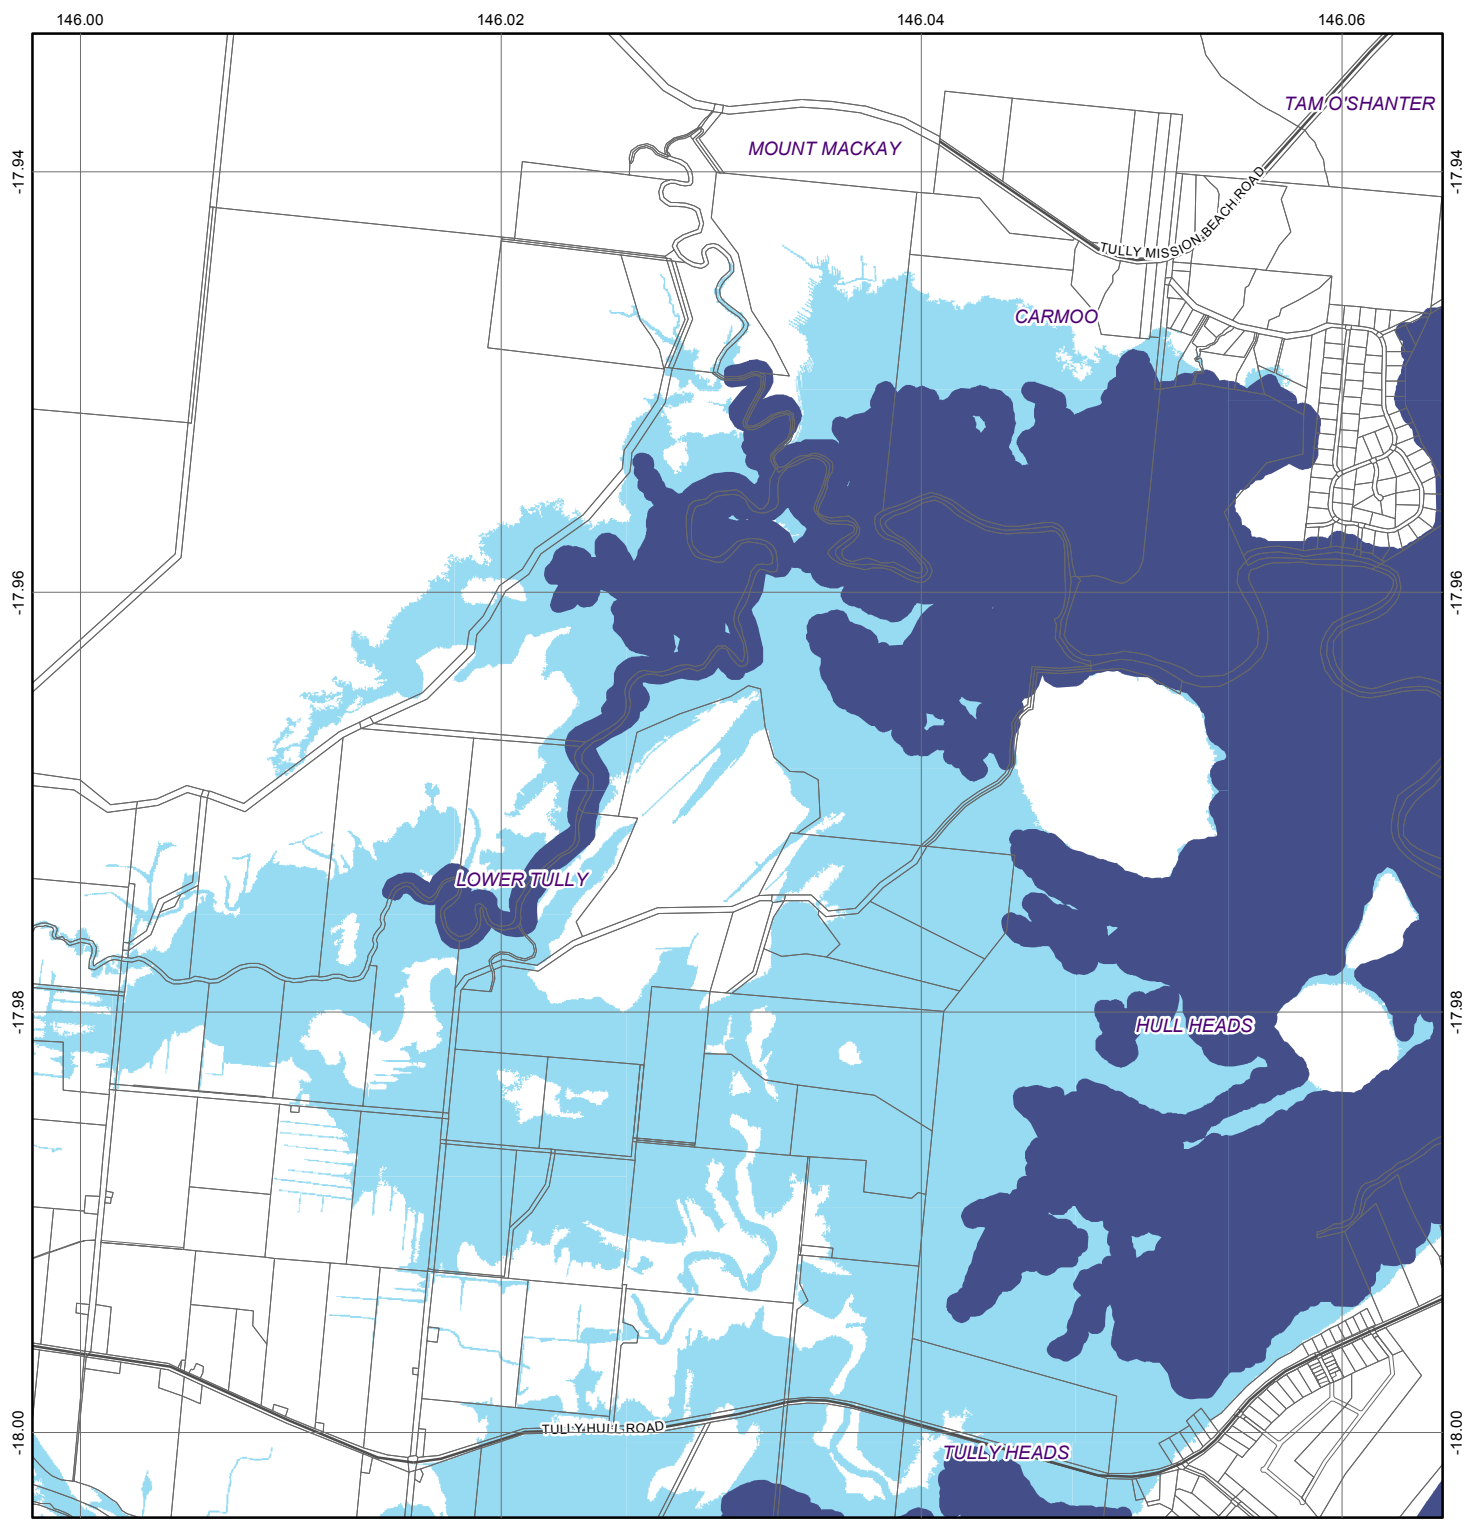 146.00 146.02 146.04 146.06
TAM O'SHANTER
MOUNT MACKAY
-17.94 -17.94
TULLY MISSION BEACH ROAD
CARMOO
-17.96 -17.96
LOWER TULLY
-17.98 -17.98
HULL HEADS
TULLY HULL ROAD
-18.00 -18.00
TULLY HEADS